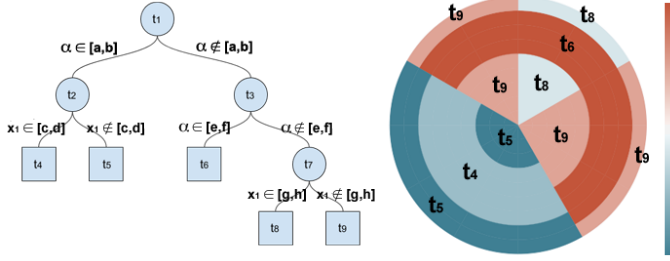 t₁
α ∈ [a,b] α ∉ [a,b]
t₂ t₃
x₁ ∈ [c,d] x₁ ∉ [c,d] α ∈ [e,f] α ∉ [e,f]
t₄ t₅ t₆ t₇
x₁ ∈ [g,h] x₁ ∉ [g,h]
t₈ t₉
t₉ t₈
t₆
t₉ t₈
t₅ t₉
t₉
t₄
t₅